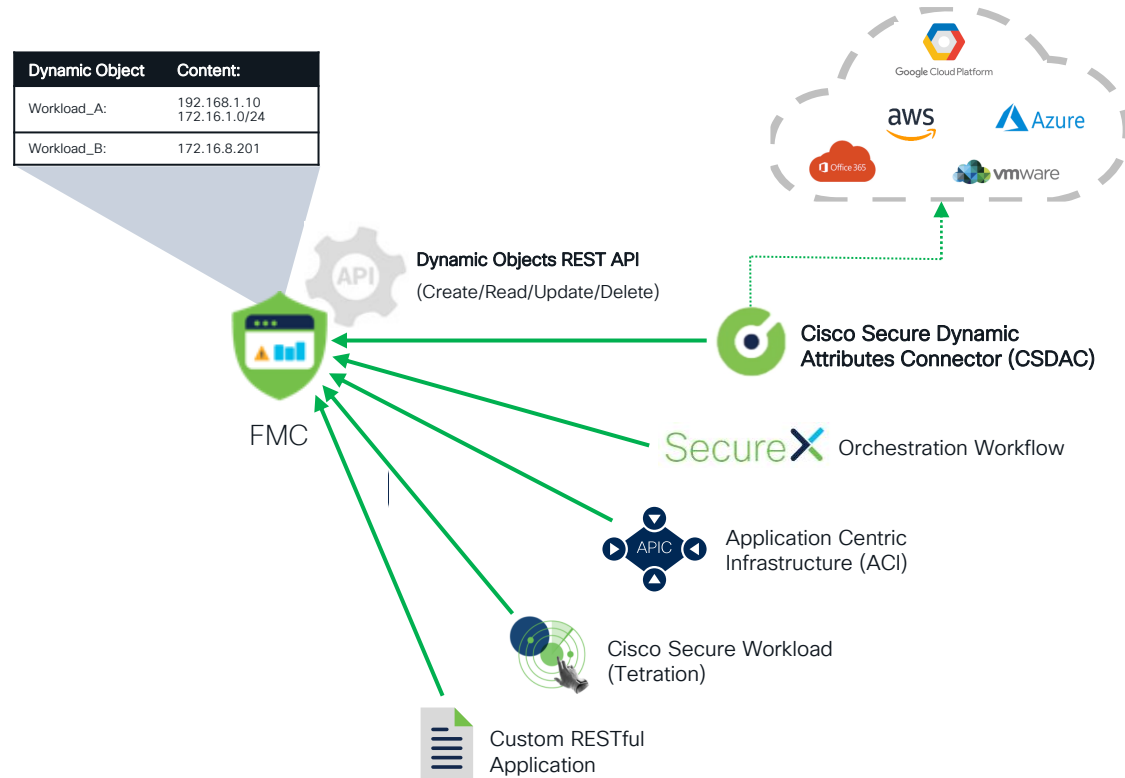 Dynamic Object Content:
Workload_A: 192.168.1.10
172.16.1.0/24
Workload_B: 172.16.8.201
Google Cloud Platform
aws
Azure
Office 365
vmware
API
Dynamic Objects REST API
(Create/Read/Update/Delete)
Cisco Secure Dynamic
Attributes Connector (CSDAC)
FMC
SecureX Orchestration Workflow
APIC
Application Centric
Infrastructure (ACI)
Cisco Secure Workload
(Tetration)
Custom RESTful
Application